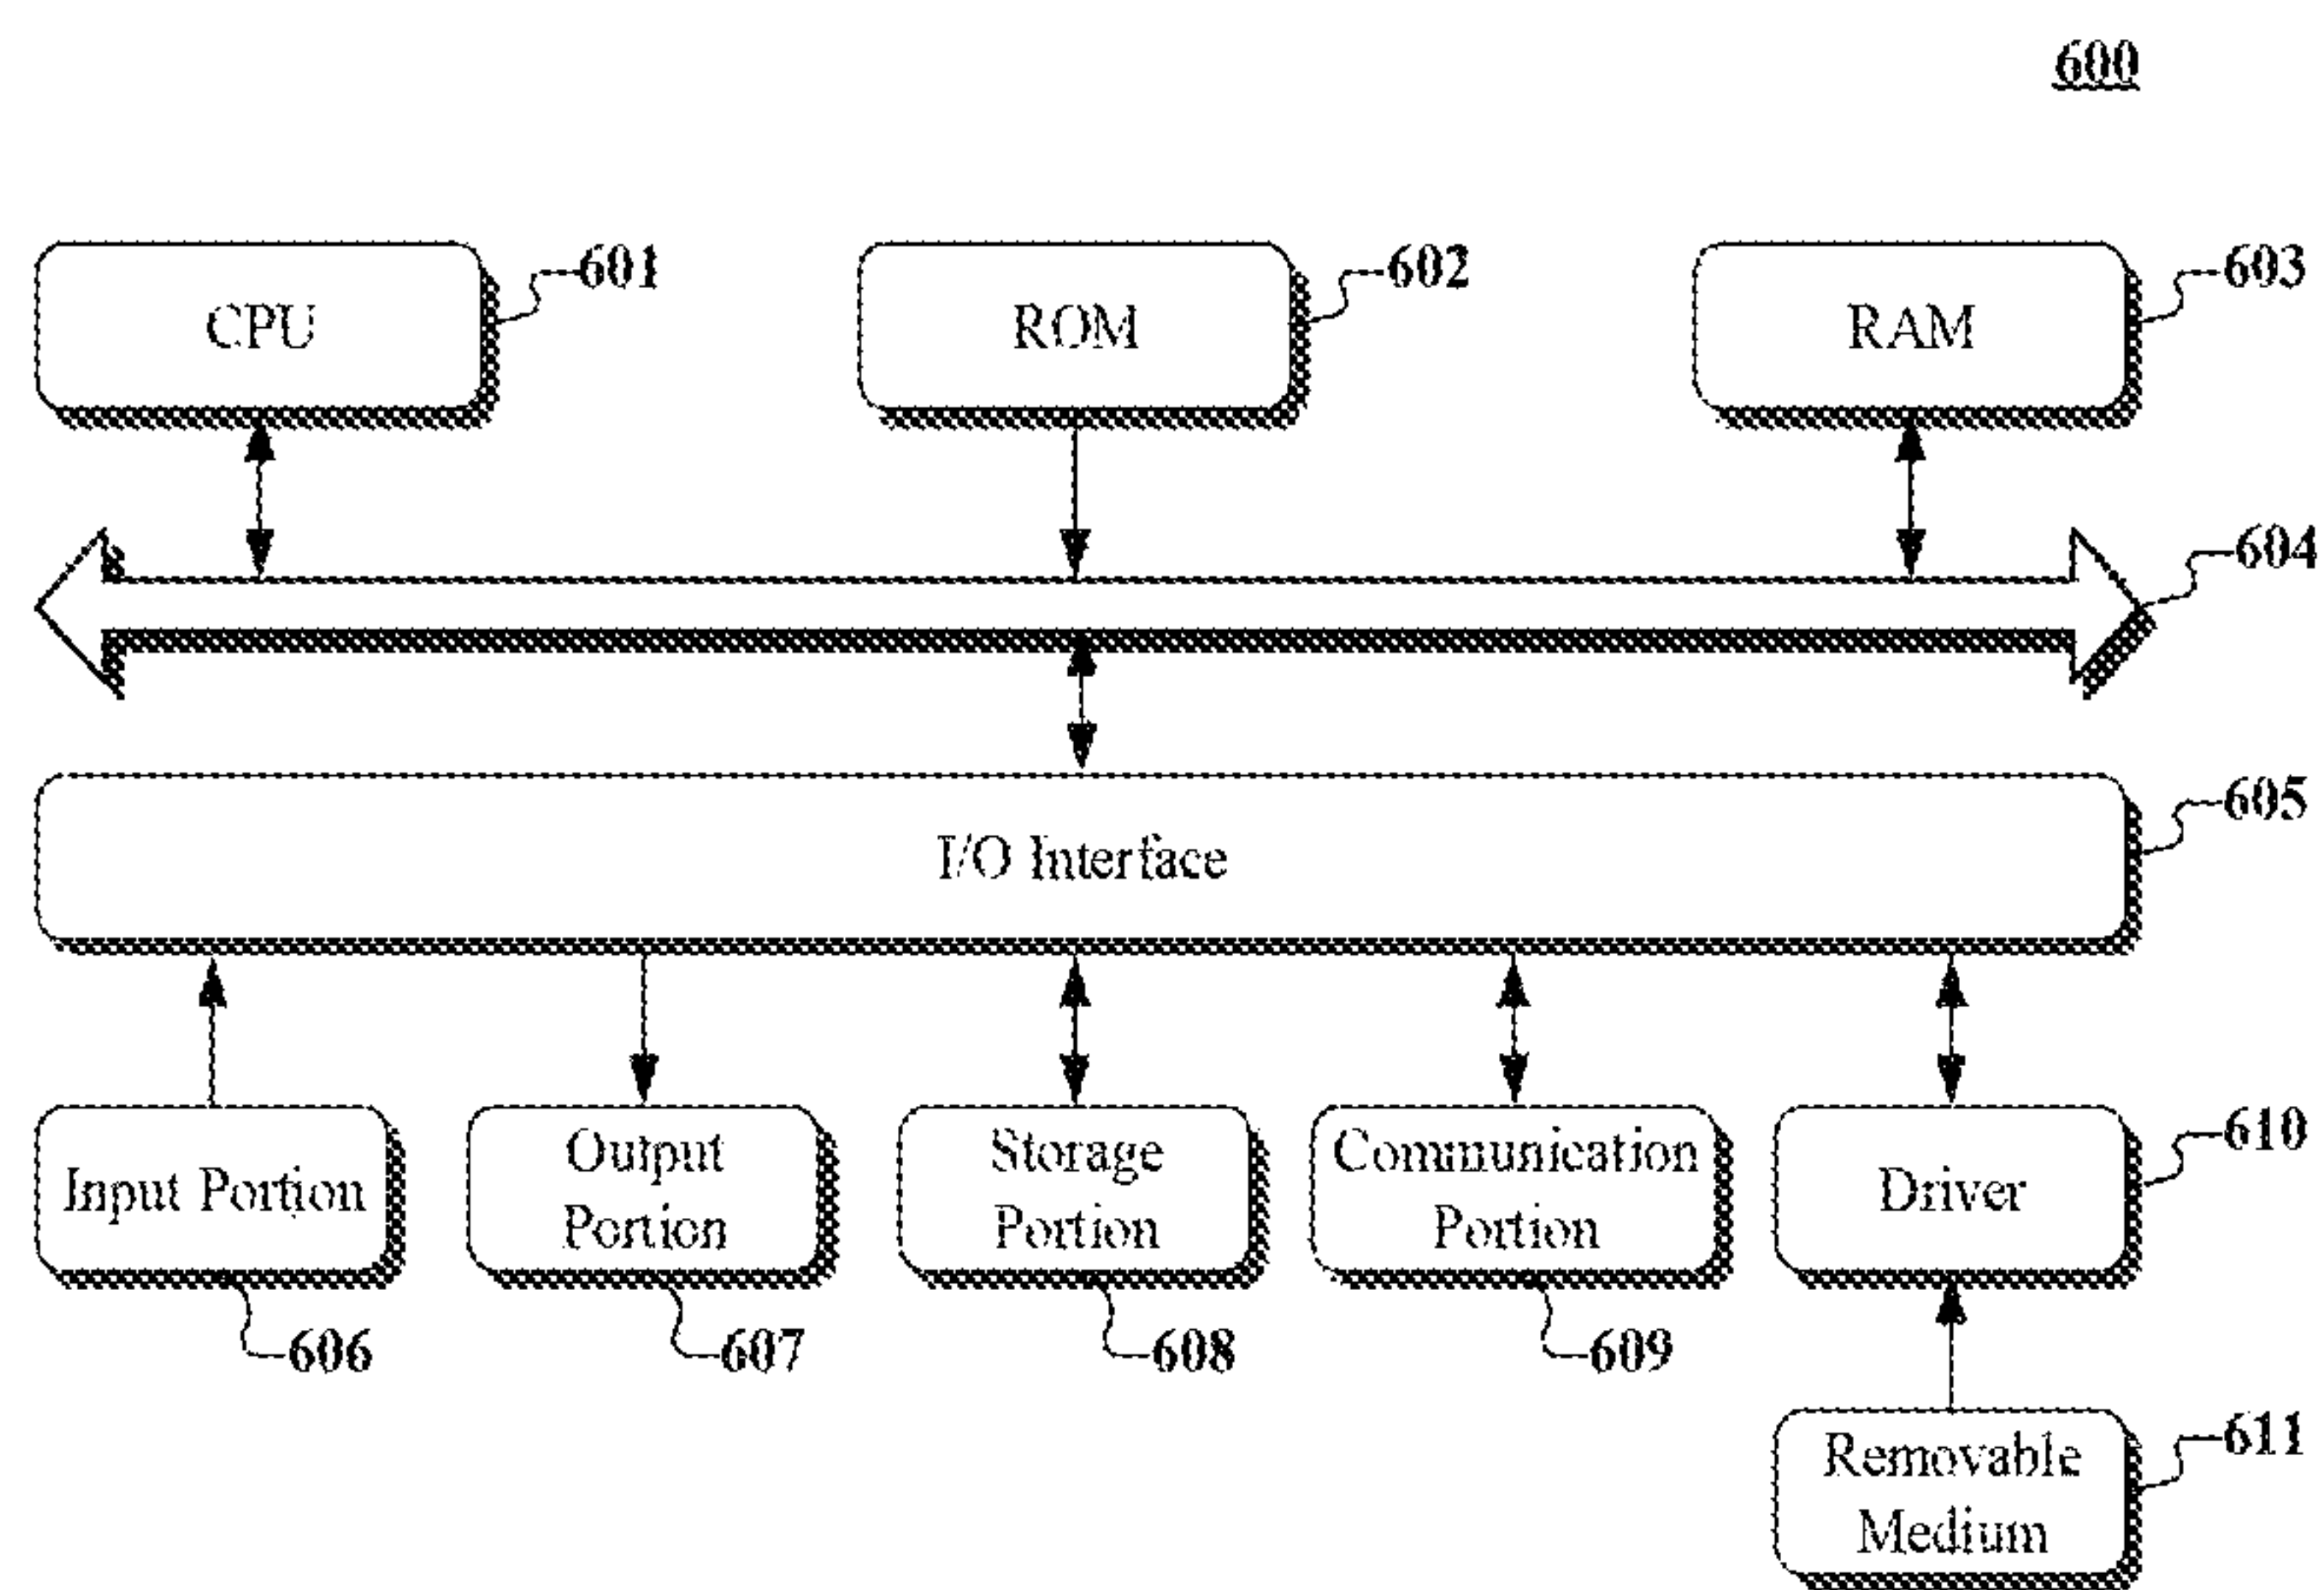 600
CPU
601
ROM
602
RAM
603
604
605
I/O Interface
Input Portion
Output
Portion
Storage
Portion
Communication
Portion
Driver
610
606
607
608
609
Removable
Medium
611